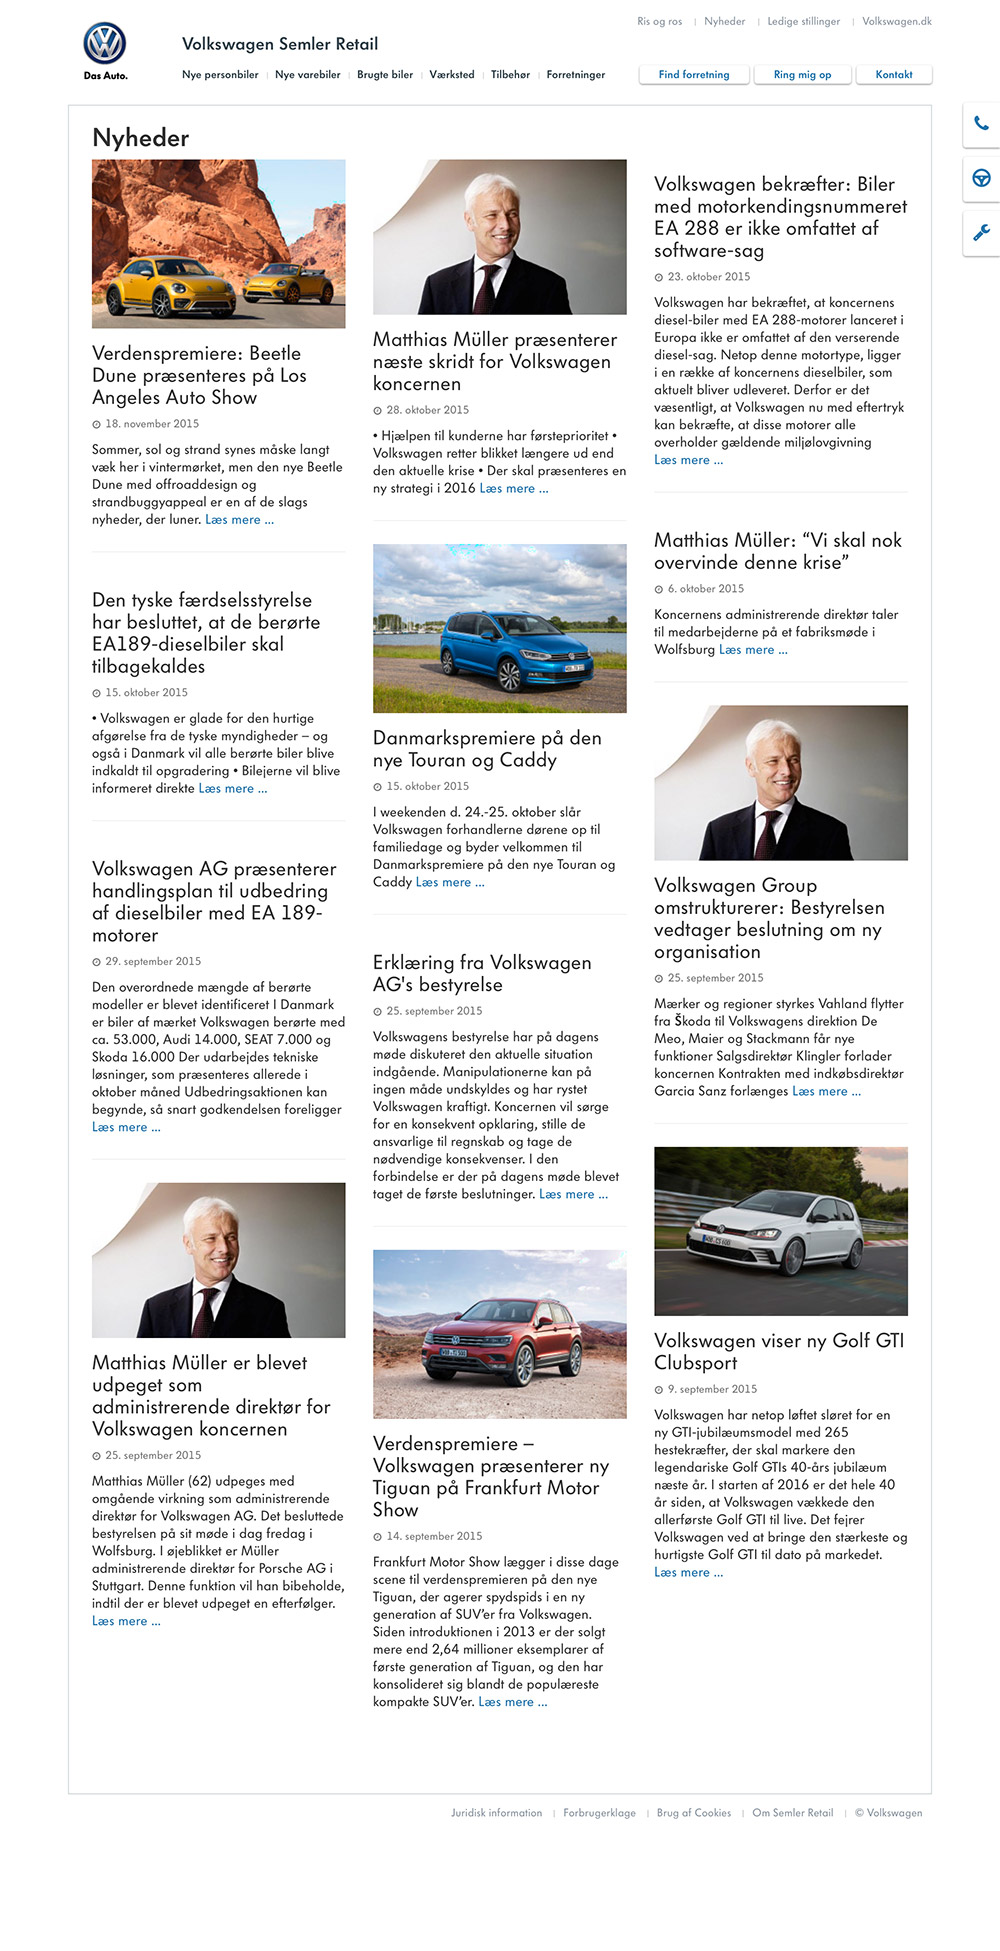 Ris og ros
Nyheder
Ledige stillinger
Volkswagen.dk
Das Auto.
Volkswagen Semler Retail
Nye personbiler
Nye varebiler
Brugte biler
Værksted
Tilbehør
Forretninger
Find forretning
Ring mig op
Kontakt
Nyheder
Verdenspremiere: Beetle
Dune præsenteres på Los
Angeles Auto Show
18. november 2015
Sommer, sol og strand synes måske langt
væk her i vintermørket, men den nye Beetle
Dune med offroaddesign og
strandbuggyappeal er en af de slags
nyheder, der luner. Læs mere ...
Den tyske færdselsstyrelse
har besluttet, at de berørte
EA189-dieselbiler skal
tilbagekaldes
15. oktober 2015
• Volkswagen er glade for den hurtige
afgørelse fra de tyske myndigheder – og
også i Danmark vil alle berørte biler blive
indkaldt til opgradering • Bilejerne vil blive
informeret direkte Læs mere ...
Volkswagen AG præsenterer
handlingsplan til udbedring
af dieselbiler med EA 189-
motorer
29. september 2015
Den overordnede mængde af berørte
modeller er blevet identificeret I Danmark
er biler af mærket Volkswagen berørte med
ca. 53.000, Audi 14.000, SEAT 7.000 og
Skoda 16.000 Der udarbejdes tekniske
løsninger, som præsenteres allerede i
oktober måned Udbedringsaktionen kan
begynde, så snart godkendelsen foreligger
Læs mere ...
Matthias Müller er blevet
udpeget som
administrerende direktør for
Volkswagen koncernen
25. september 2015
Matthias Müller (62) udpeges med
omgående virkning som administrerende
direktør for Volkswagen AG. Det besluttede
bestyrelsen på sit møde i dag fredag i
Wolfsburg. I øjeblikket er Müller
administrerende direktør for Porsche AG i
Stuttgart. Denne funktion vil han bibeholde,
indtil der er blevet udpeget en efterfølger.
Læs mere ...
Matthias Müller præsenterer
næste skridt for Volkswagen
koncernen
28. oktober 2015
• Hjælpen til kunderne har førsteprioritet •
Volkswagen retter blikket længere ud end
den aktuelle krise • Der skal præsenteres en
ny strategi i 2016 Læs mere ...
Danmarkspremiere på den
nye Touran og Caddy
15. oktober 2015
I weekenden d. 24.-25. oktober slår
Volkswagen forhandlerne dørene op til
familiedage og byder velkommen til
Danmarkspremiere på den nye Touran og
Caddy Læs mere ...
Erklæring fra Volkswagen
AG's bestyrelse
25. september 2015
Volkswagens bestyrelse har på dagens
møde diskuteret den aktuelle situation
indgående. Manipulationerne kan på
ingen måde undskyldes og har rystet
Volkswagen kraftigt. Koncernen vil sørge
for en konsekvent opklaring, stille de
ansvarlige til regnskab og tage de
nødvendige konsekvenser. I den
forbindelse er der på dagens møde blevet
taget de første beslutninger. Læs mere ...
Verdenspremiere –
Volkswagen præsenterer ny
Tiguan på Frankfurt Motor
Show
14. september 2015
Frankfurt Motor Show lægger i disse dage
scene til verdenspremieren på den nye
Tiguan, der agerer spydspids i en ny
generation af SUV’er fra Volkswagen.
Siden introduktionen i 2013 er der solgt
mere end 2,64 millioner eksemplarer af
første generation af Tiguan, og den har
konsolideret sig blandt de populæreste
kompakte SUV’er. Læs mere ...
Volkswagen bekræfter: Biler
med motorkendingsnummeret
EA 288 er ikke omfattet af
software-sag
23. oktober 2015
Volkswagen har bekræftet, at koncernens
diesel-biler med EA 288-motorer lanceret i
Europa ikke er omfattet af den verserende
diesel-sag. Netop denne motortype, ligger
i en række af koncernens dieselbiler, som
aktuelt bliver udleveret. Derfor er det
væsentligt, at Volkswagen nu med eftertryk
kan bekræfte, at disse motorer alle
overholder gældende miljølovgivning
Læs mere ...
Matthias Müller: “Vi skal nok
overvinde denne krise”
6. oktober 2015
Koncernens administrerende direktør taler
til medarbejderne på et fabriksmøde i
Wolfsburg Læs mere ...
Volkswagen Group
omstrukturerer: Bestyrelsen
vedtager beslutning om ny
organisation
25. september 2015
Mærker og regioner styrkes Vahland flytter
fra Škoda til Volkswagens direktion De
Meo, Maier og Stackmann får nye
funktioner Salgsdirektør Klingler forlader
koncernen Kontrakten med indkøbsdirektør
Garcia Sanz forlænges Læs mere ...
Volkswagen viser ny Golf GTI
Clubsport
9. september 2015
Volkswagen har netop løftet sløret for en
ny GTI-jubilæumsmodel med 265
hestekræfter, der skal markere den
legendariske Golf GTIs 40-års jubilæum
næste år. I starten af 2016 er det hele 40
år siden, at Volkswagen vækkede den
allerførste Golf GTI til live. Det fejrer
Volkswagen ved at bringe den stærkeste og
hurtigste Golf GTI til dato på markedet.
Læs mere ...
Juridisk information
Forbrugerklage
Brug af Cookies
Om Semler Retail
© Volkswagen